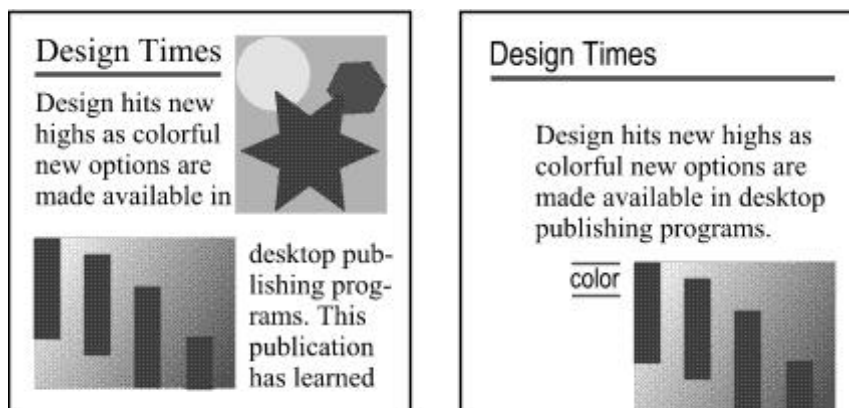 Design Times
Design hits new
highs as colorful
new options are
made available in
desktop pub-
lishing prog-
rams. This
publication
has learned
Design Times
Design hits new highs as
colorful new options are
made available in desktop
publishing programs.
color